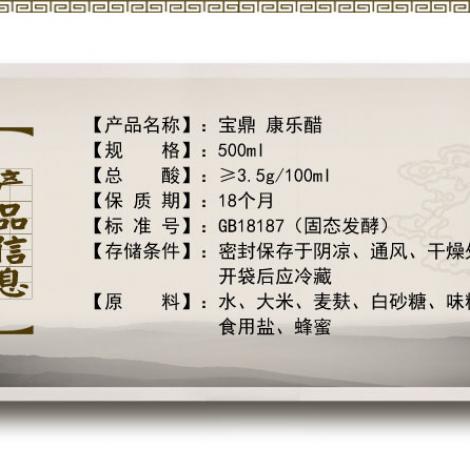 产品信息
【产品名称】：宝鼎 康乐醋
【规　　格】：500ml
【总　　酸】：≥3.5g/100ml
【保 质 期】：18个月
【标 准 号】：GB18187（固态发酵）
【存储条件】：密封保存于阴凉、通风、干燥
开袋后应冷藏
【原　　料】：水、大米、麦麸、白砂糖、味
食用盐、蜂蜜